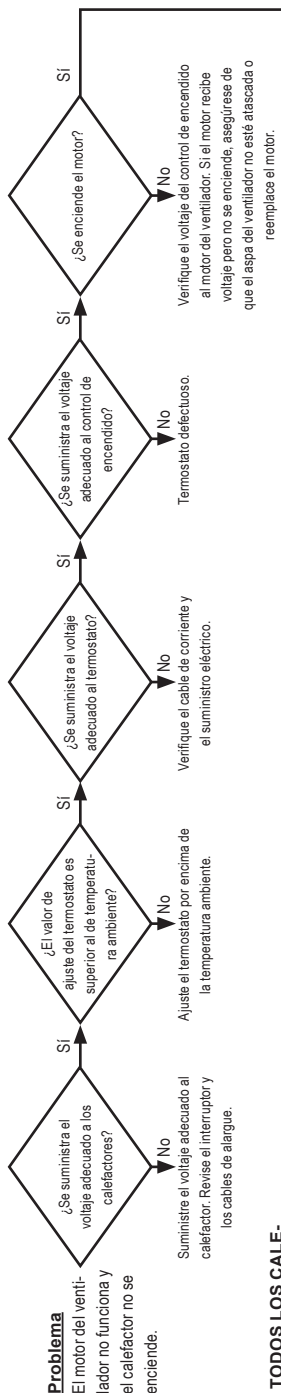 Problema
El motor del venti-
lador no funciona y
el calefactor no se
enciende.
¿Se suministra el
voltaje adecuado a los
calefactores?
Sí
No
Suministre el voltaje adecuado al
calefactor. Revise el interruptor y
los cables de alargue.
¿El valor de
ajuste del termostato es
superior al de temperatu-
ra ambiente?
Sí
No
Ajuste el termostato por encima de
la temperatura ambiente.
¿Se suministra el voltaje
adecuado al termostato?
Sí
No
Verifique el cable de corriente y
el suministro eléctrico.
¿Se suministra el voltaje
adecuado al control de
encendido?
Sí
No
Termostato defectuoso.
¿Se enciende el motor?
Sí
No
Verifique el voltaje del control de encendido
al motor del ventilador. Si el motor recibe
voltaje pero no se enciende, asegúrese de
que el aspa del ventilador no esté atascada o
reemplace el motor.
TODOS LOS CALE-